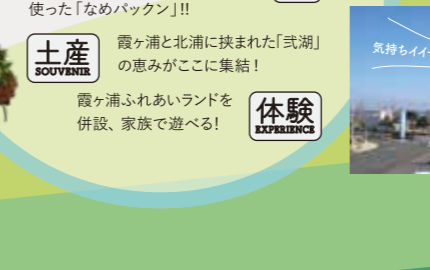 使った「なめパックン」!!
土産
SOUVENIR
霞ヶ浦と北浦に挟まれた「弐湖」
の恵みがここに集結！
霞ヶ浦ふれあいランドを
併設、家族で遊べる!
体験
EXPERIENCE
気持ちイイ